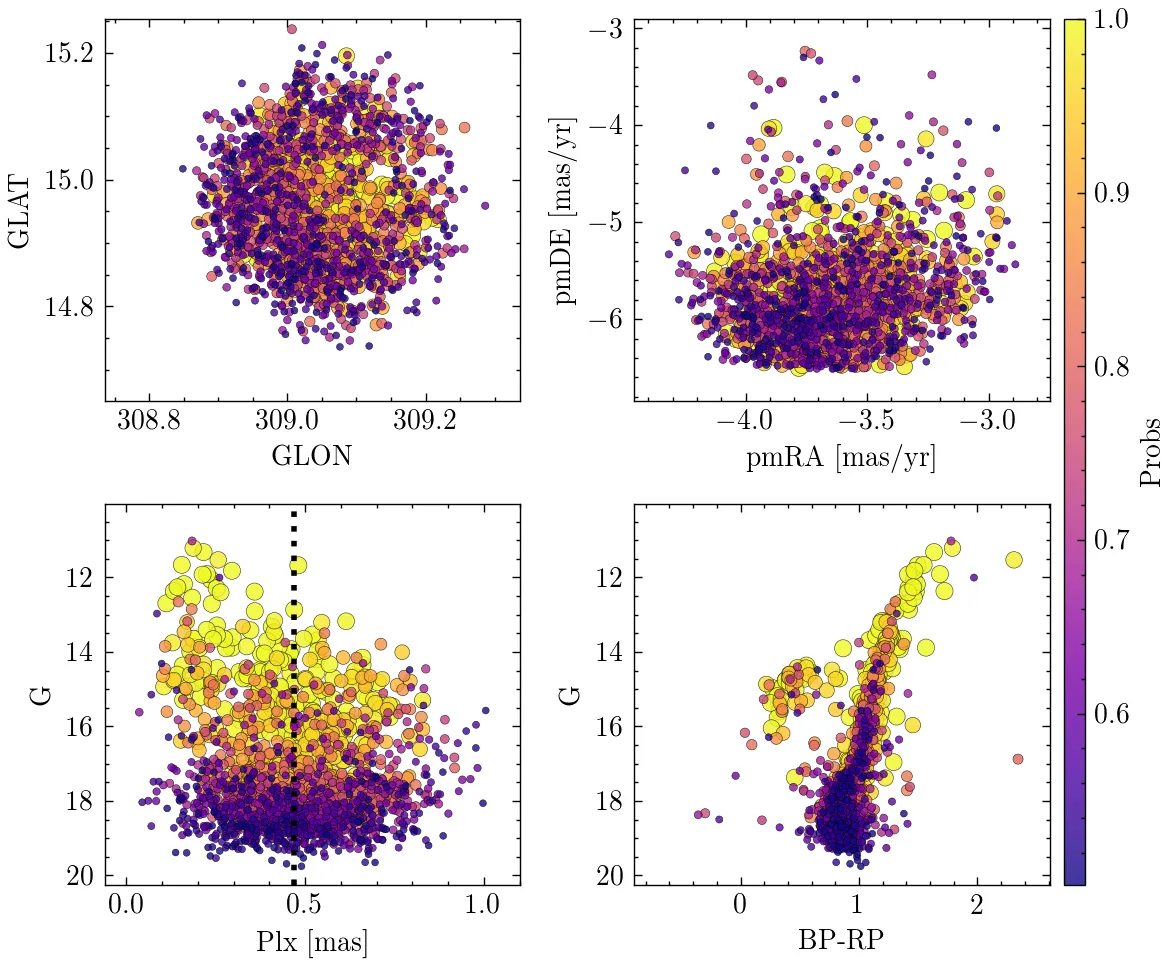 15.2
15.0
14.8
GLAT
308.8 309.0 309.2
GLON
−3
−4
−5
−6
pmDE [mas/yr]
−4.0 −3.5 −3.0
pmRA [mas/yr]
12
14
16
18
20
G
0.0 0.5 1.0
Plx [mas]
12
14
16
18
20
G
0 1 2
BP-RP
1.0
0.9
0.8
0.7
0.6
Probs